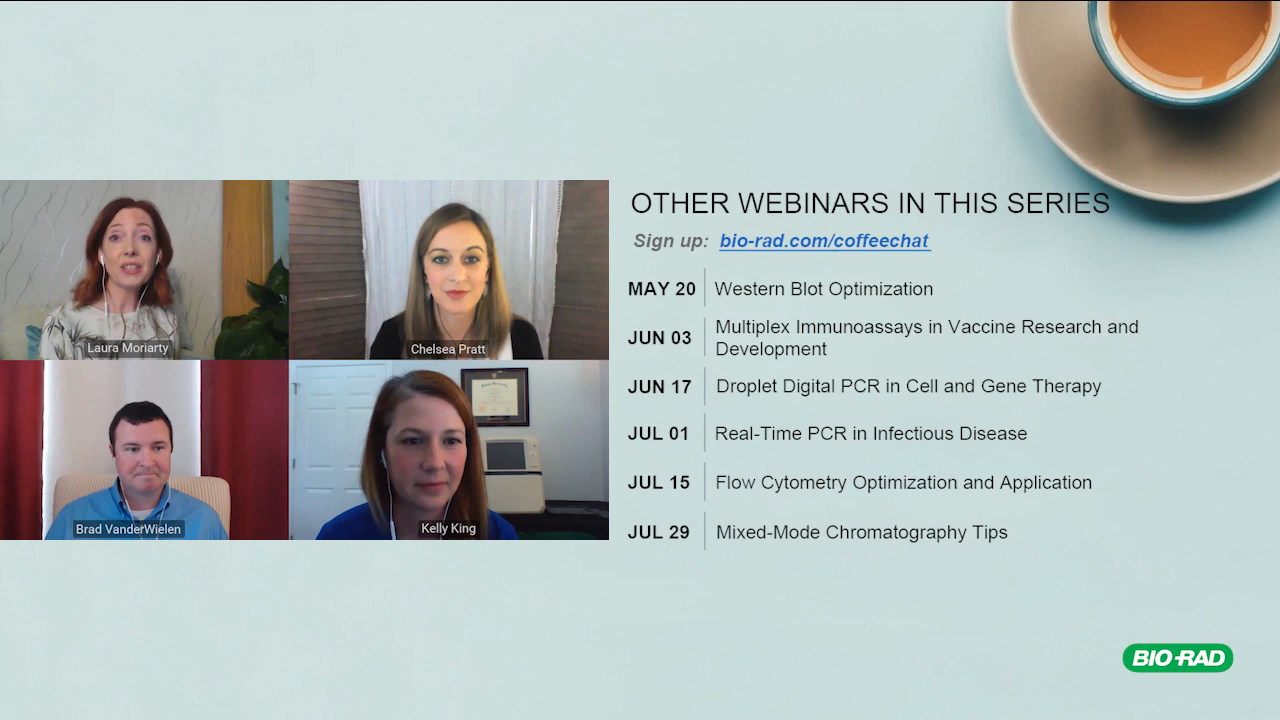 OTHER WEBINARS IN THIS SERIES
Sign up: bio-rad.com/coffeechat
MAY 20 Western Blot Optimization
JUN 03 Multiplex Immunoassays in Vaccine Research and
Development
JUN 17 Droplet Digital PCR in Cell and Gene Therapy
JUL 01 Real-Time PCR in Infectious Disease
JUL 15 Flow Cytometry Optimization and Application
JUL 29 Mixed-Mode Chromatography Tips
Laura Moriarty
Chelsea Pratt
Brad VanderWielen
Kelly King
BIO-RAD